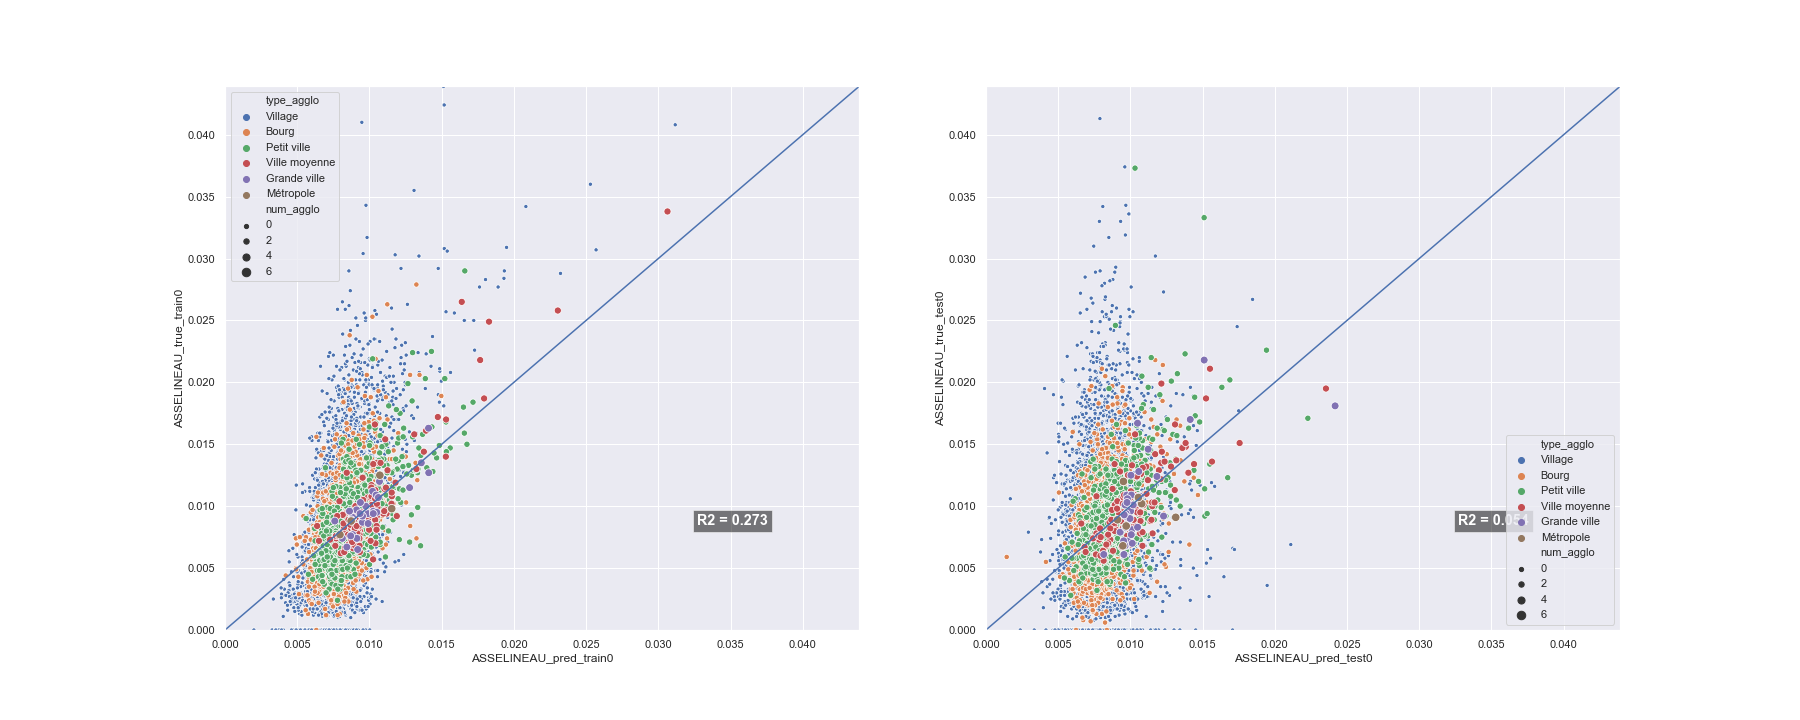 type_agglo
Village
Bourg
Petit ville
Ville moyenne
Grande ville
Métropole
num_agglo
0
2
4
6
0.040
0.035
0.030
0.025
0.020
0.015
0.010
0.005
0.000
ASSELINEAU_true_train0
R2 = 0.273
0.000 0.005 0.010 0.015 0.020 0.025 0.030 0.035 0.040
ASSELINEAU_pred_train0
0.040
0.035
0.030
0.025
0.020
0.015
0.010
0.005
0.000
ASSELINEAU_true_test0
type_agglo
Village
Bourg
Petit ville
Ville moyenne
Grande ville
Métropole
num_agglo
0
2
4
6
R2 =
0.000 0.005 0.010 0.015 0.020 0.025 0.030 0.035 0.040
ASSELINEAU_pred_test0